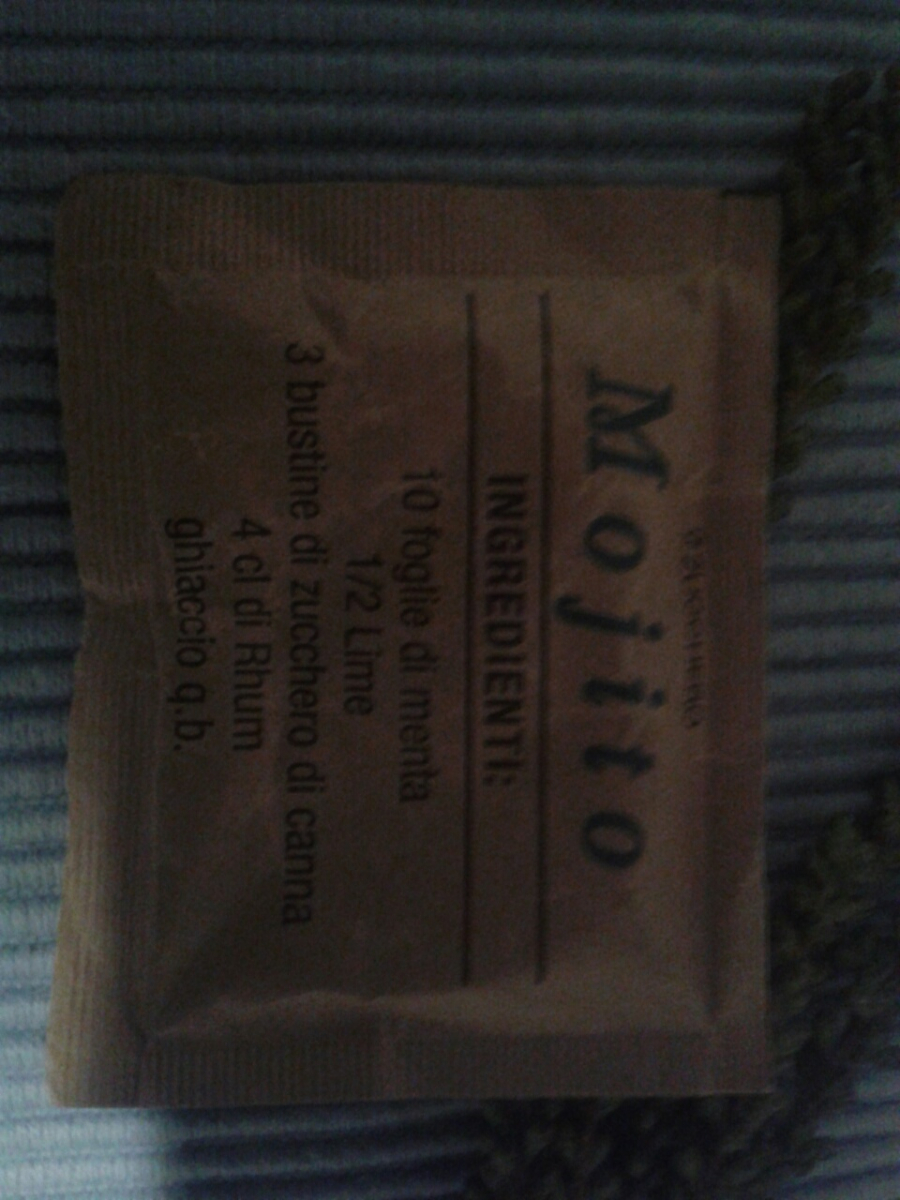 Mojito
INGREDIENTI:
10 foglie di menta
1/2 Lime
3 bustine di zucchero di canna
4 cl di Rhum
ghiaccio q.b.